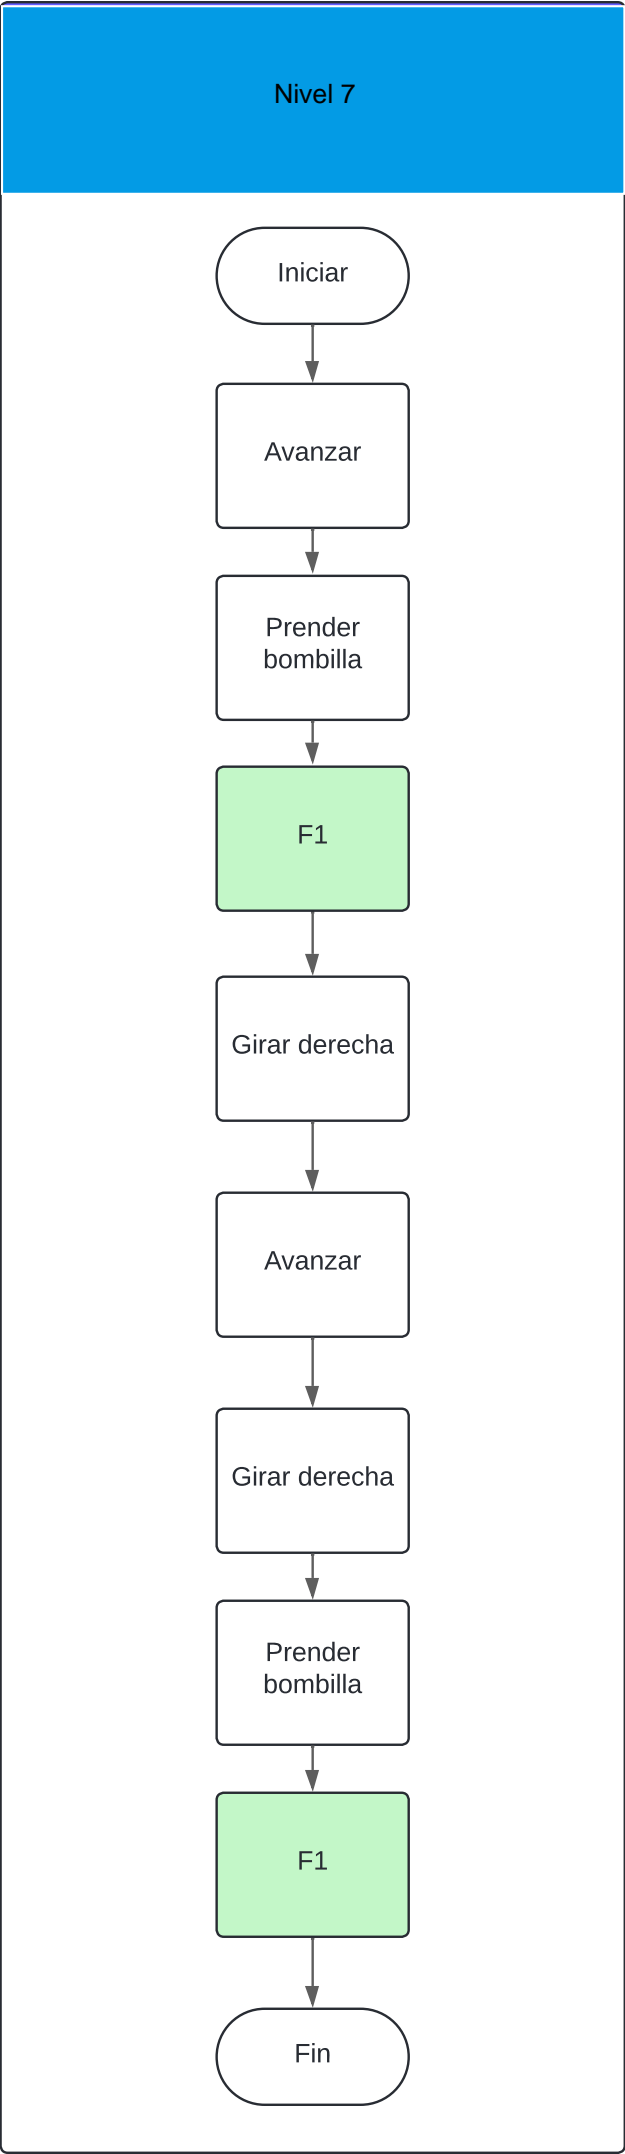 Nivel 7
Iniciar
Avanzar
Prender
bombilla
F1
Girar derecha
Avanzar
Girar derecha
Prender
bombilla
F1
Fin